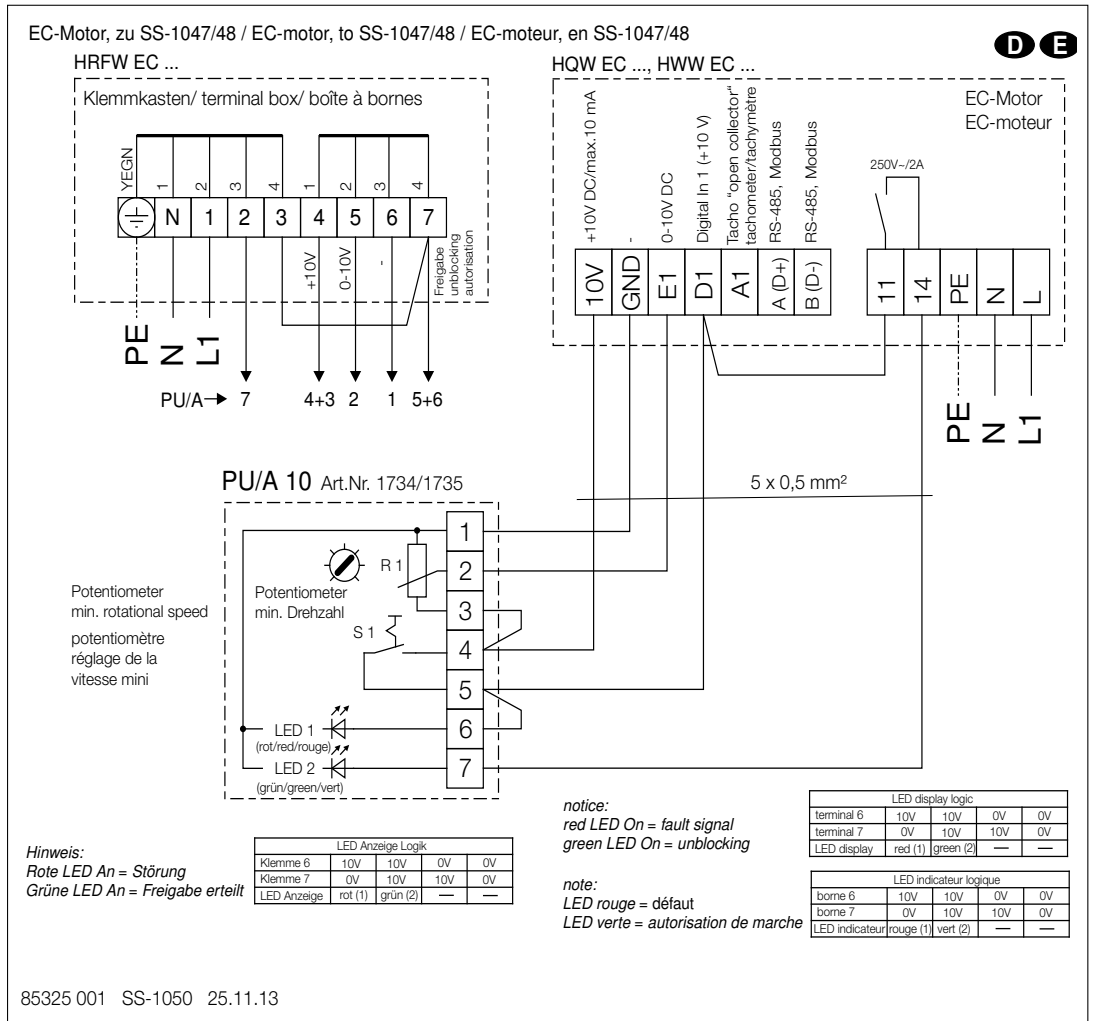 EC-Motor, zu SS-1047/48 / EC-motor, to SS-1047/48 / EC-moteur, en SS-1047/48
D E
HRFW EC ...
Klemmkasten/ terminal box/ boîte à bornes
YEGN 1 2 3 4 1 2 3 4
N 1 2 3 4 5 6 7
+10V 0-10V -
Freigabe
unblocking
autorisation
PE N L1
PU/A 7 4+3 2 1 5+6
HQW EC ..., HWW EC ...
EC-Motor
EC-moteur
+10V DC/max.10 mA
-
0-10V DC
Digital In 1 (+10 V)
Tacho "open collector"
tachometer/tachymètre
RS-485, Modbus
RS-485, Modbus
250V~/2A
10V GND E1 D1 A1 A (D+) B (D-) 11 14 PE N L
PE N L1
5 x 0,5 mm²
PU/A 10 Art.Nr. 1734/1735
1
R 1 2
Potentiometer
min. Drehzahl
3
S 1 4
5
LED 1 6
(rot/red/rouge)
LED 2 7
(grün/green/vert)
Potentiometer
min. rotational speed
potentiomètre
réglage de la
vitesse mini
Hinweis:
Rote LED An = Störung
Grüne LED An = Freigabe erteilt
LED Anzeige Logik
Klemme 6 10V 10V 0V 0V
Klemme 7 0V 10V 10V 0V
LED Anzeige rot (1) grün (2) — —
notice:
red LED On = fault signal
green LED On = unblocking
LED display logic
terminal 6 10V 10V 0V 0V
terminal 7 0V 10V 10V 0V
LED display red (1) green (2) — —
note:
LED rouge = défaut
LED verte = autorisation de marche
LED indicateur logique
borne 6 10V 10V 0V 0V
borne 7 0V 10V 10V 0V
LED indicateur rouge (1) vert (2) — —
85325 001 SS-1050 25.11.13